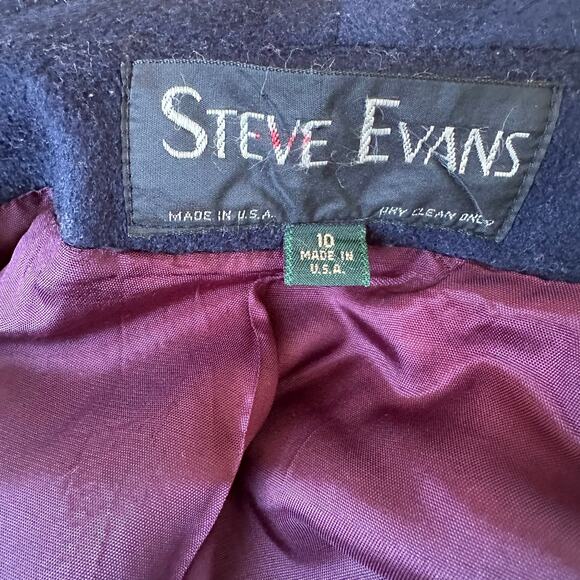 STEVE EVANS
MADE IN U.S.A. DRY CLEAN ONLY
10
MADE IN
U.S.A.